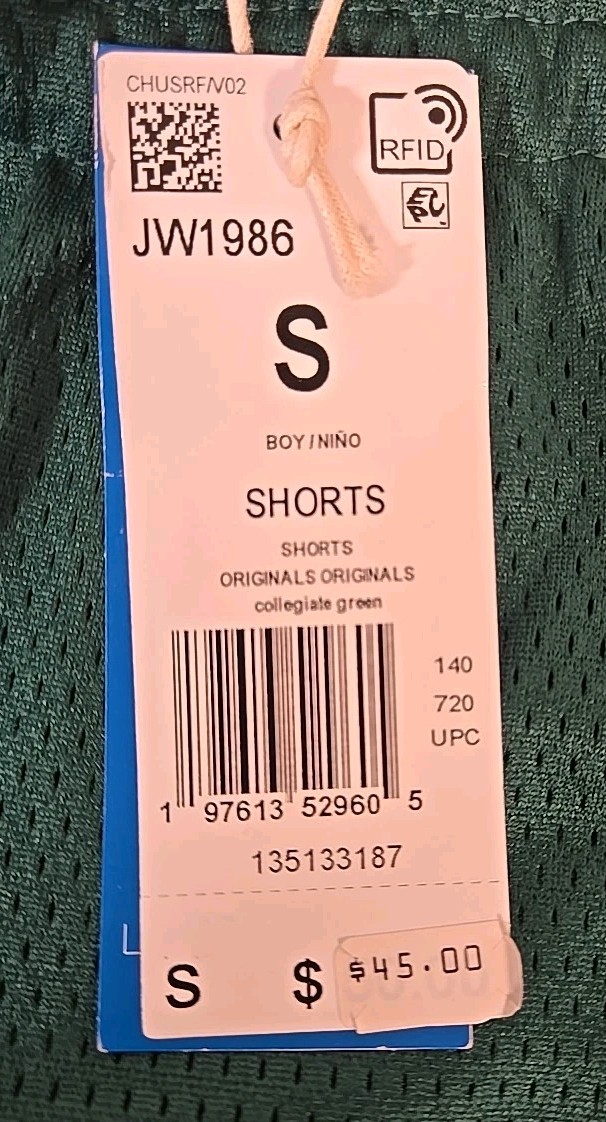 CHUSRF/V02
RFID
EPC
JW1986
S
BOY / NIÑO
SHORTS
SHORTS
ORIGINALS ORIGINALS
collegiate green
140
720
UPC
1 97613 52960 5
135133187
S $ $45.00